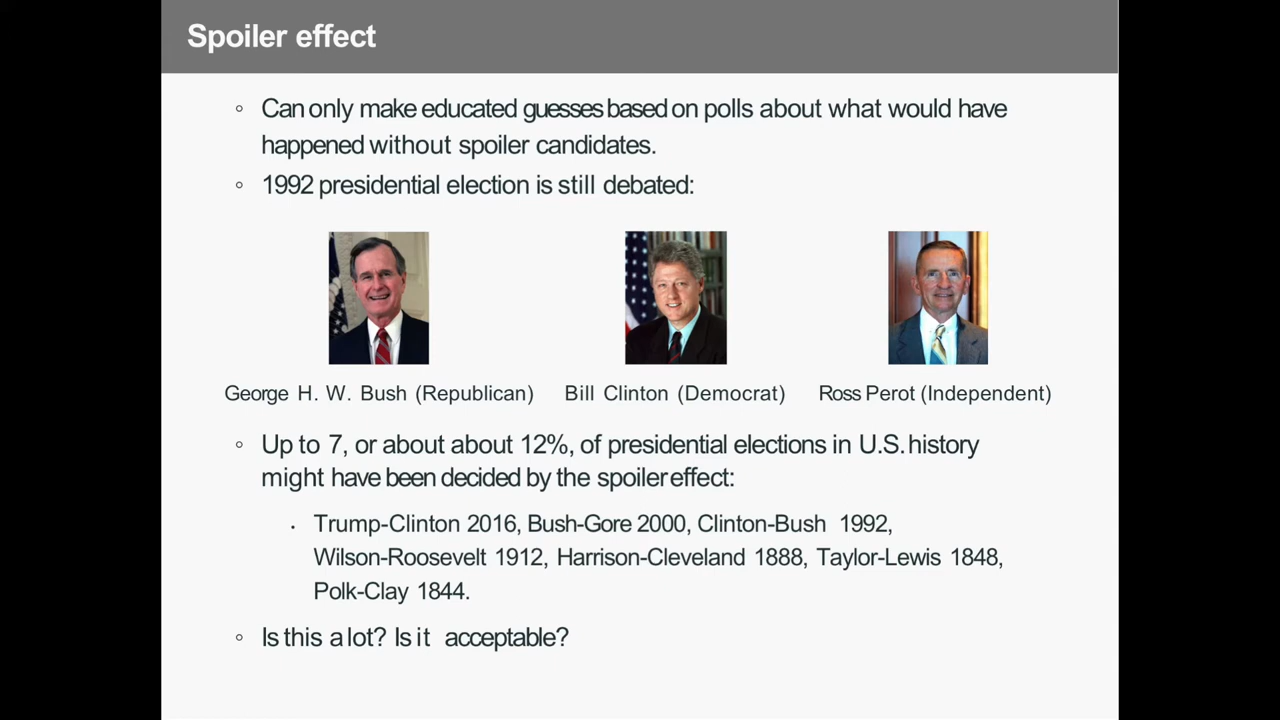 Spoiler effect
◦ Can only make educated guesses based on polls about what would have
happened without spoiler candidates.
◦ 1992 presidential election is still debated:
George H. W. Bush (Republican) Bill Clinton (Democrat) Ross Perot (Independent)
◦ Up to 7, or about about 12%, of presidential elections in U.S. history
might have been decided by the spoiler effect:
• Trump-Clinton 2016, Bush-Gore 2000, Clinton-Bush 1992,
Wilson-Roosevelt 1912, Harrison-Cleveland 1888, Taylor-Lewis 1848,
Polk-Clay 1844.
◦ Is this a lot? Is it acceptable?